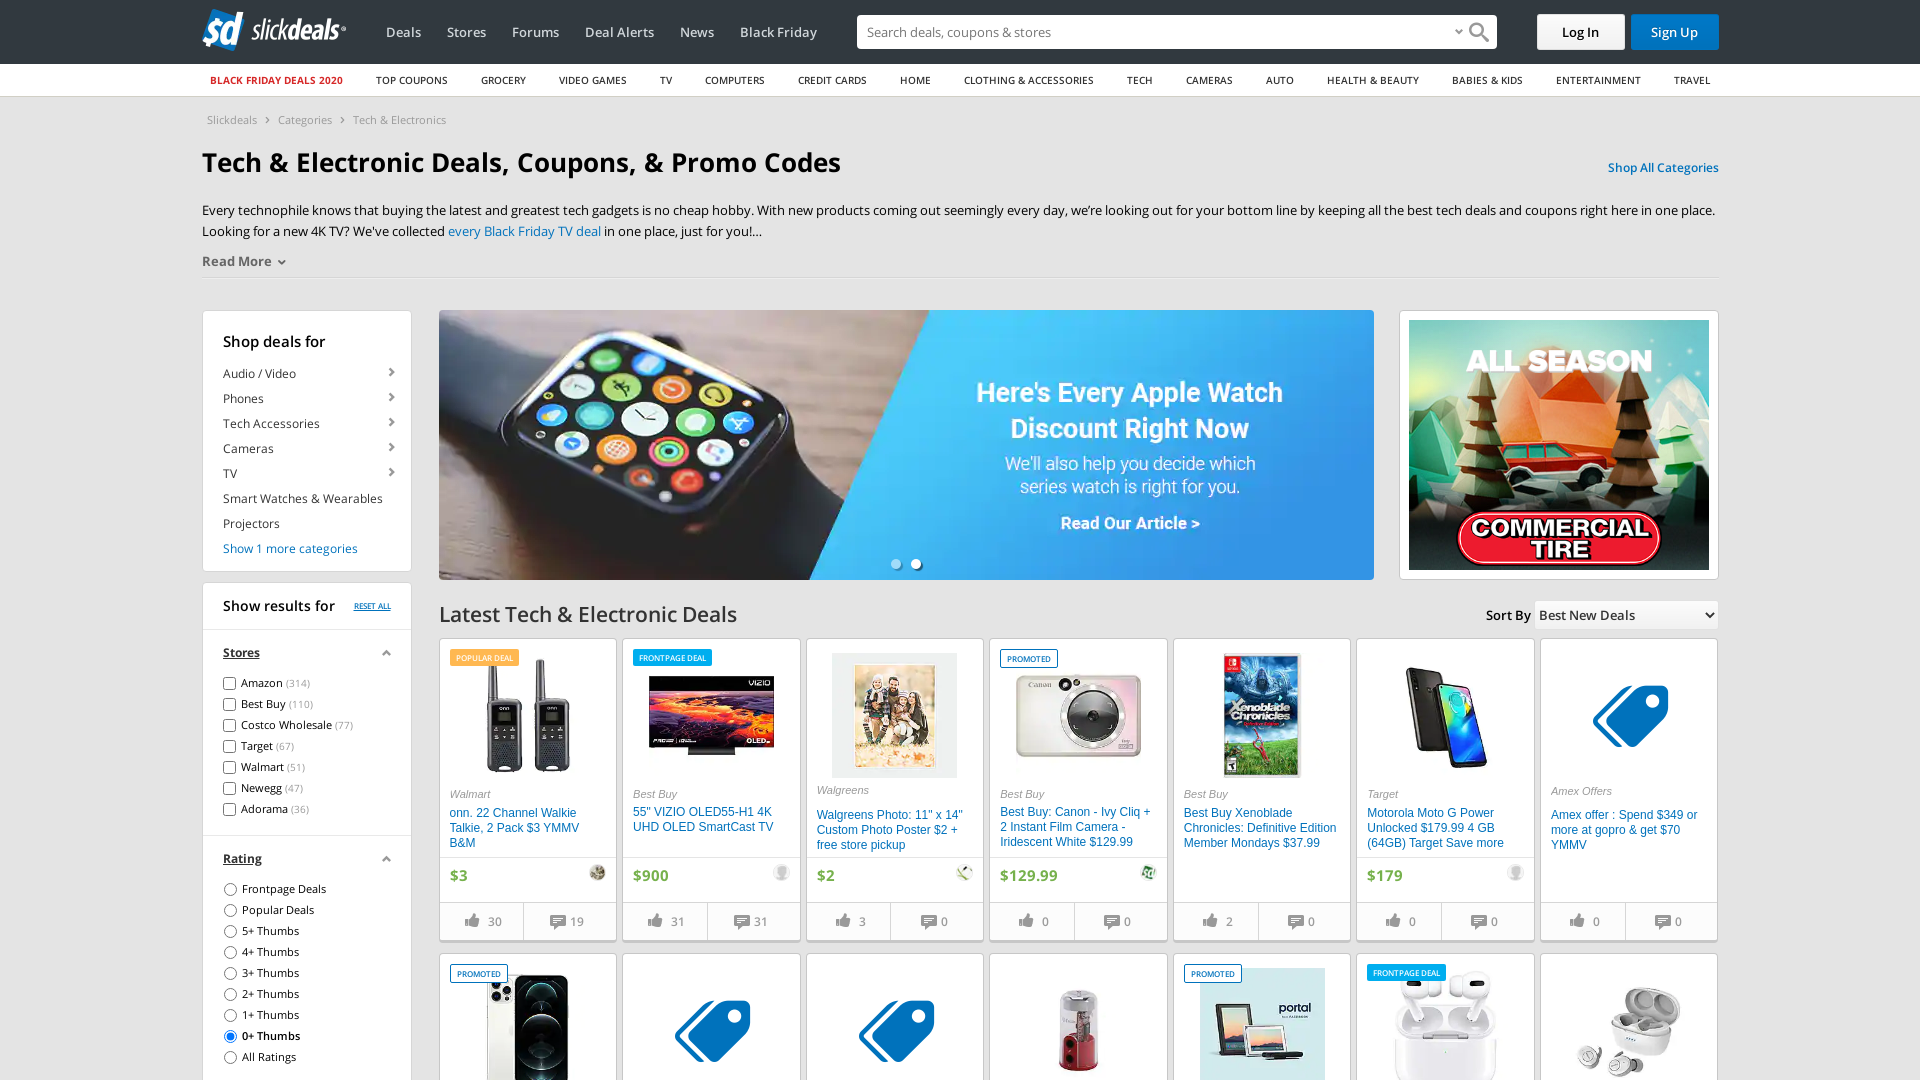 $d slickdeals
Deals Stores Forums Deal Alerts News Black Friday
Search deals, coupons & stores
Log In Sign Up
BLACK FRIDAY DEALS 2020 TOP COUPONS GROCERY VIDEO GAMES TV COMPUTERS CREDIT CARDS HOME CLOTHING & ACCESSORIES TECH CAMERAS AUTO HEALTH & BEAUTY BABIES & KIDS ENTERTAINMENT TRAVEL
Slickdeals > Categories > Tech & Electronics
Tech & Electronic Deals, Coupons, & Promo Codes
Shop All Categories
Every technophile knows that buying the latest and greatest tech gadgets is no cheap hobby. With new products coming out seemingly every day, we’re looking out for your bottom line by keeping all the best tech deals and coupons right here in one place.
Looking for a new 4K TV? We've collected every Black Friday TV deal in one place, just for you!…
Read More
Shop deals for
Audio / Video
Phones
Tech Accessories
Cameras
TV
Smart Watches & Wearables
Projectors
Show 1 more categories
Show results for RESET ALL
Stores
Amazon (314)
Best Buy (110)
Costco Wholesale (77)
Target (67)
Walmart (51)
Newegg (47)
Adorama (36)
Rating
Frontpage Deals
Popular Deals
5+ Thumbs
4+ Thumbs
3+ Thumbs
2+ Thumbs
1+ Thumbs
0+ Thumbs
All Ratings
Here's Every Apple Watch
Discount Right Now
We'll also help you decide which
series watch is right for you.
Read Our Article >
ALL SEASON
COMMERCIAL
TIRE
Latest Tech & Electronic Deals
Sort By Best New Deals
POPULAR DEAL
onn onn
Walmart
onn. 22 Channel Walkie
Talkie, 2 Pack $3 YMMV
B&M
$3
30 19
FRONTPAGE DEAL
VIZIO
OLED
Best Buy
55" VIZIO OLED55-H1 4K
UHD OLED SmartCast TV
$900
31 31
Walgreens
Walgreens Photo: 11" x 14"
Custom Photo Poster $2 +
free store pickup
$2
3 0
PROMOTED
Canon
Best Buy
Best Buy: Canon - Ivy Cliq +
2 Instant Film Camera -
Iridescent White $129.99
$129.99
0 0
Xenoblade
Chronicles
Best Buy
Best Buy Xenoblade
Chronicles: Definitive Edition
Member Mondays $37.99
2 0
Target
Motorola Moto G Power
Unlocked $179.99 4 GB
(64GB) Target Save more
$179
0 0
Amex Offers
Amex offer : Spend $349 or
more at gopro & get $70
YMMV
0 0
PROMOTED
PROMOTED
portal
FRONTPAGE DEAL